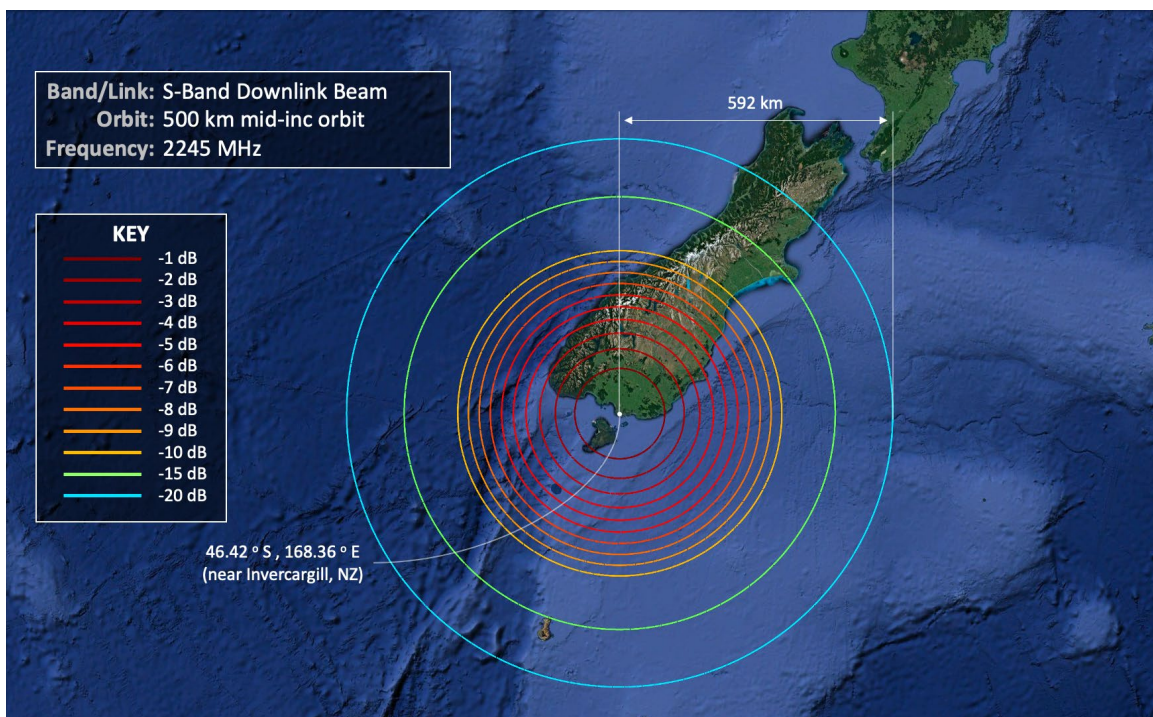 Band/Link: S-Band Downlink Beam
Orbit: 500 km mid-inc orbit
Frequency: 2245 MHz
592 km
KEY
-1 dB
-2 dB
-3 dB
-4 dB
-5 dB
-6 dB
-7 dB
-8 dB
-9 dB
-10 dB
-15 dB
-20 dB
46.42 º S , 168.36 º E
(near Invercargill, NZ)